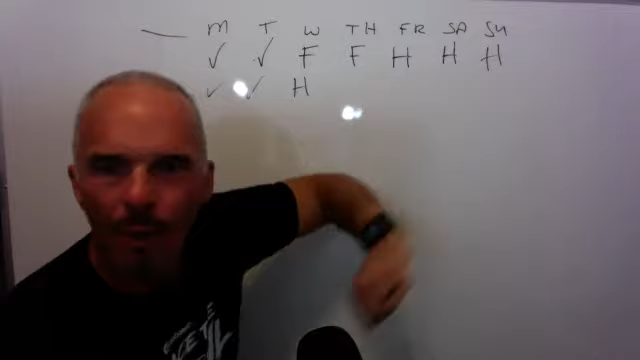 M T W TH FR SA SU
✓ ✓ F F H H H
✓ ✓ H